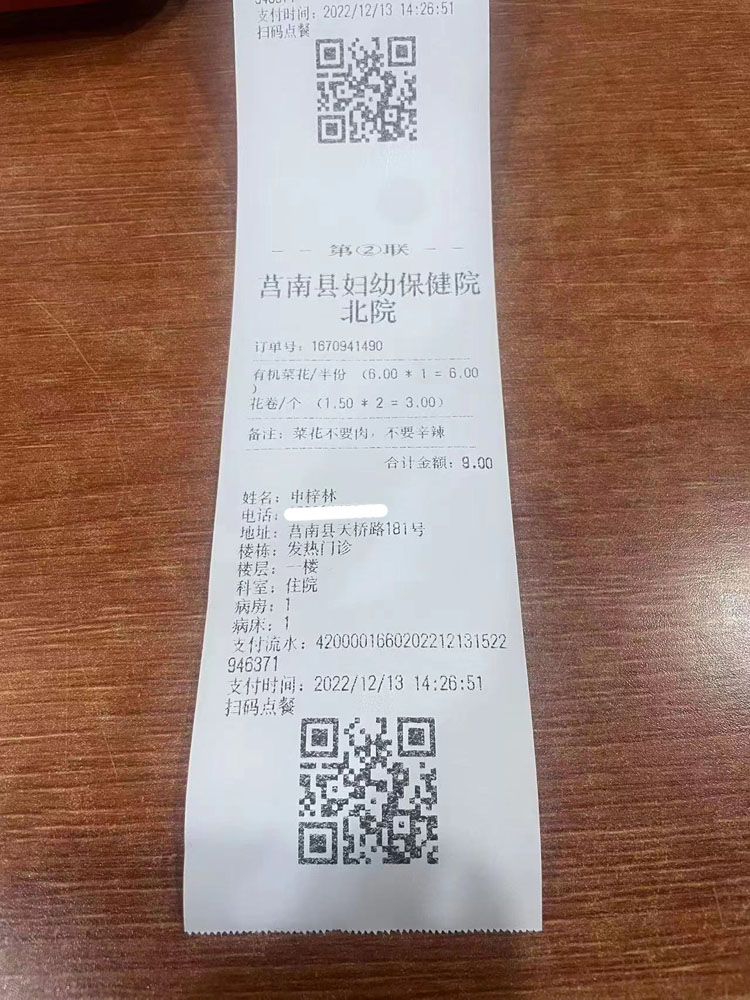 支付时间：2022/12/13 14:26:51
扫码点餐
－－第②联－－
莒南县妇幼保健院
北院
订单号：1670941490
有机菜花/半份 （6.00 * 1 = 6.00
）
花卷/个 （1.50 * 2 = 3.00）
备注：菜花不要肉，不要辛辣
合计金额：9.00
姓名：申梓林
电话：
地址：莒南县天桥路181号
楼栋：发热门诊
楼层：一楼
科室：住院
病房：1
病床：1
支付流水：4200001660202212131522
946371
支付时间：2022/12/13 14:26:51
扫码点餐